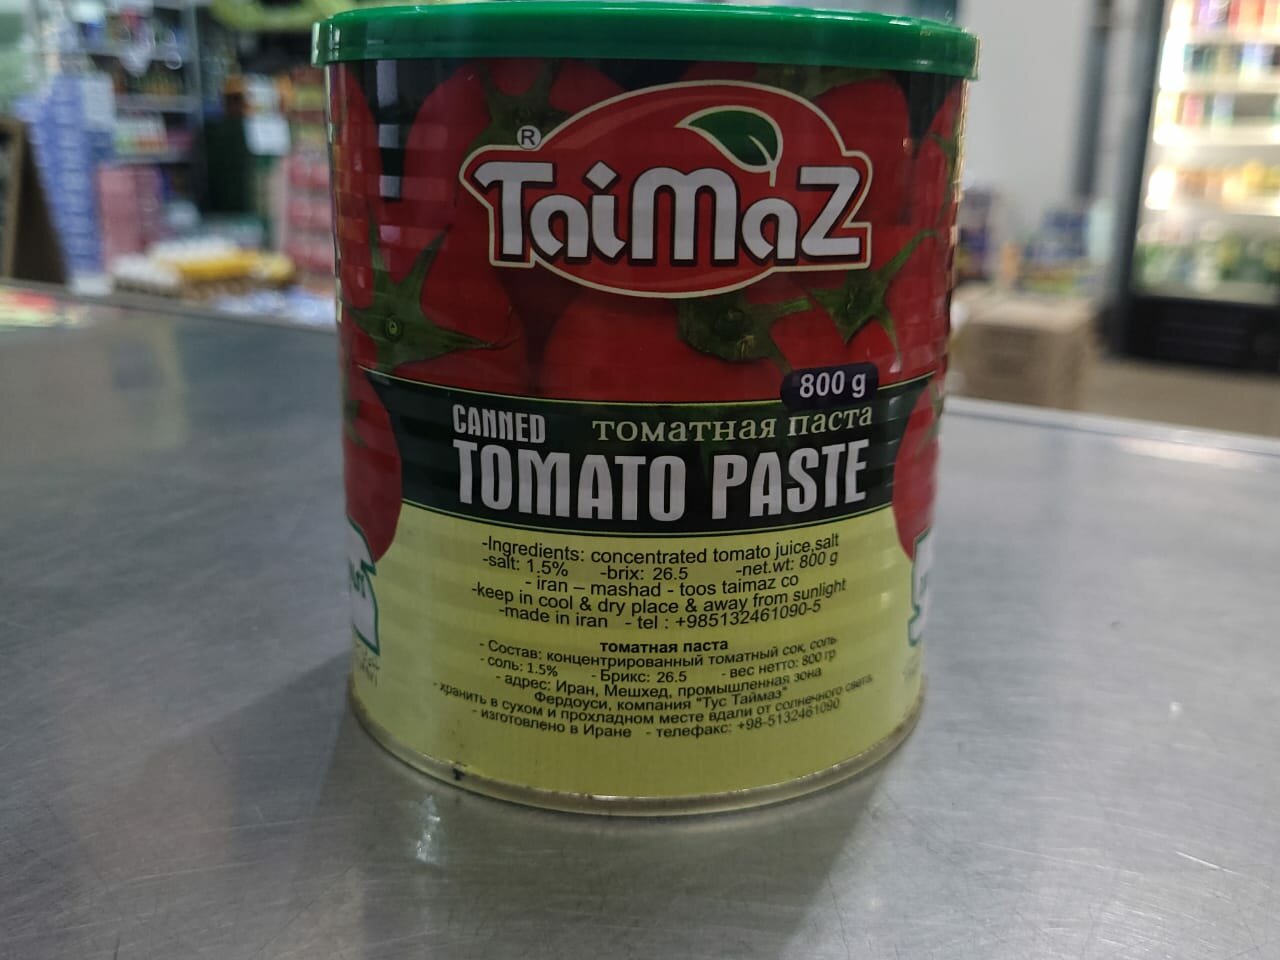 ®
TaiMaZ
800 g
CANNED томатная паста
TOMATO PASTE
-Ingredients: concentrated tomato juice,salt
-salt: 1.5% -brix: 26.5 -net.wt: 800 g
- iran – mashad - toos taimaz co
-keep in cool & dry place & away from sunlight
-made in iran - tel : +985132461090-5
томатная паста
- Состав: концентрированный томатный сок, соль
- соль: 1.5% - Брикс: 26.5 - вес нетто: 800 гр
- адрес: Иран, Мешхед, промышленная зона
Фердоуси, компания "Тус Таймаз"
- хранить в сухом и прохладном месте вдали от солнечного света
- изготовлено в Иране - телефакс: +98-5132461090